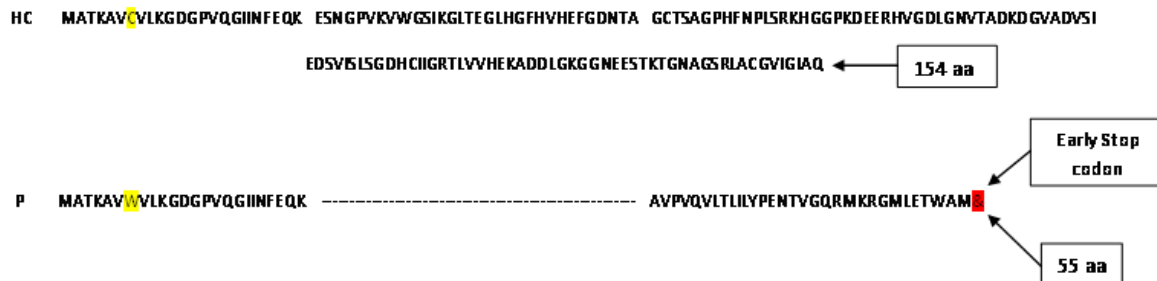 HC MATKAVCVLKGDGPVQGIINFEQK ESNGPVKVWGSIKGLTEGLHGFHVHEFGDNTA GCTSAGPHFNPLSRKHGGPKDEERHVGDLGNVTADKDGVADVSI
EDSVISLSGDHCIIGRTLVVHEKADDLGKGGNEESTKTGNAGSRLACGVIGIAQ
154 aa
Early Stop
codon
P MATKAVWVLKGDGPVQGIINFEQK ------------------------------------------- AVPVQVLTLILYPENTVGQRMKRGMLETWAM&
55 aa